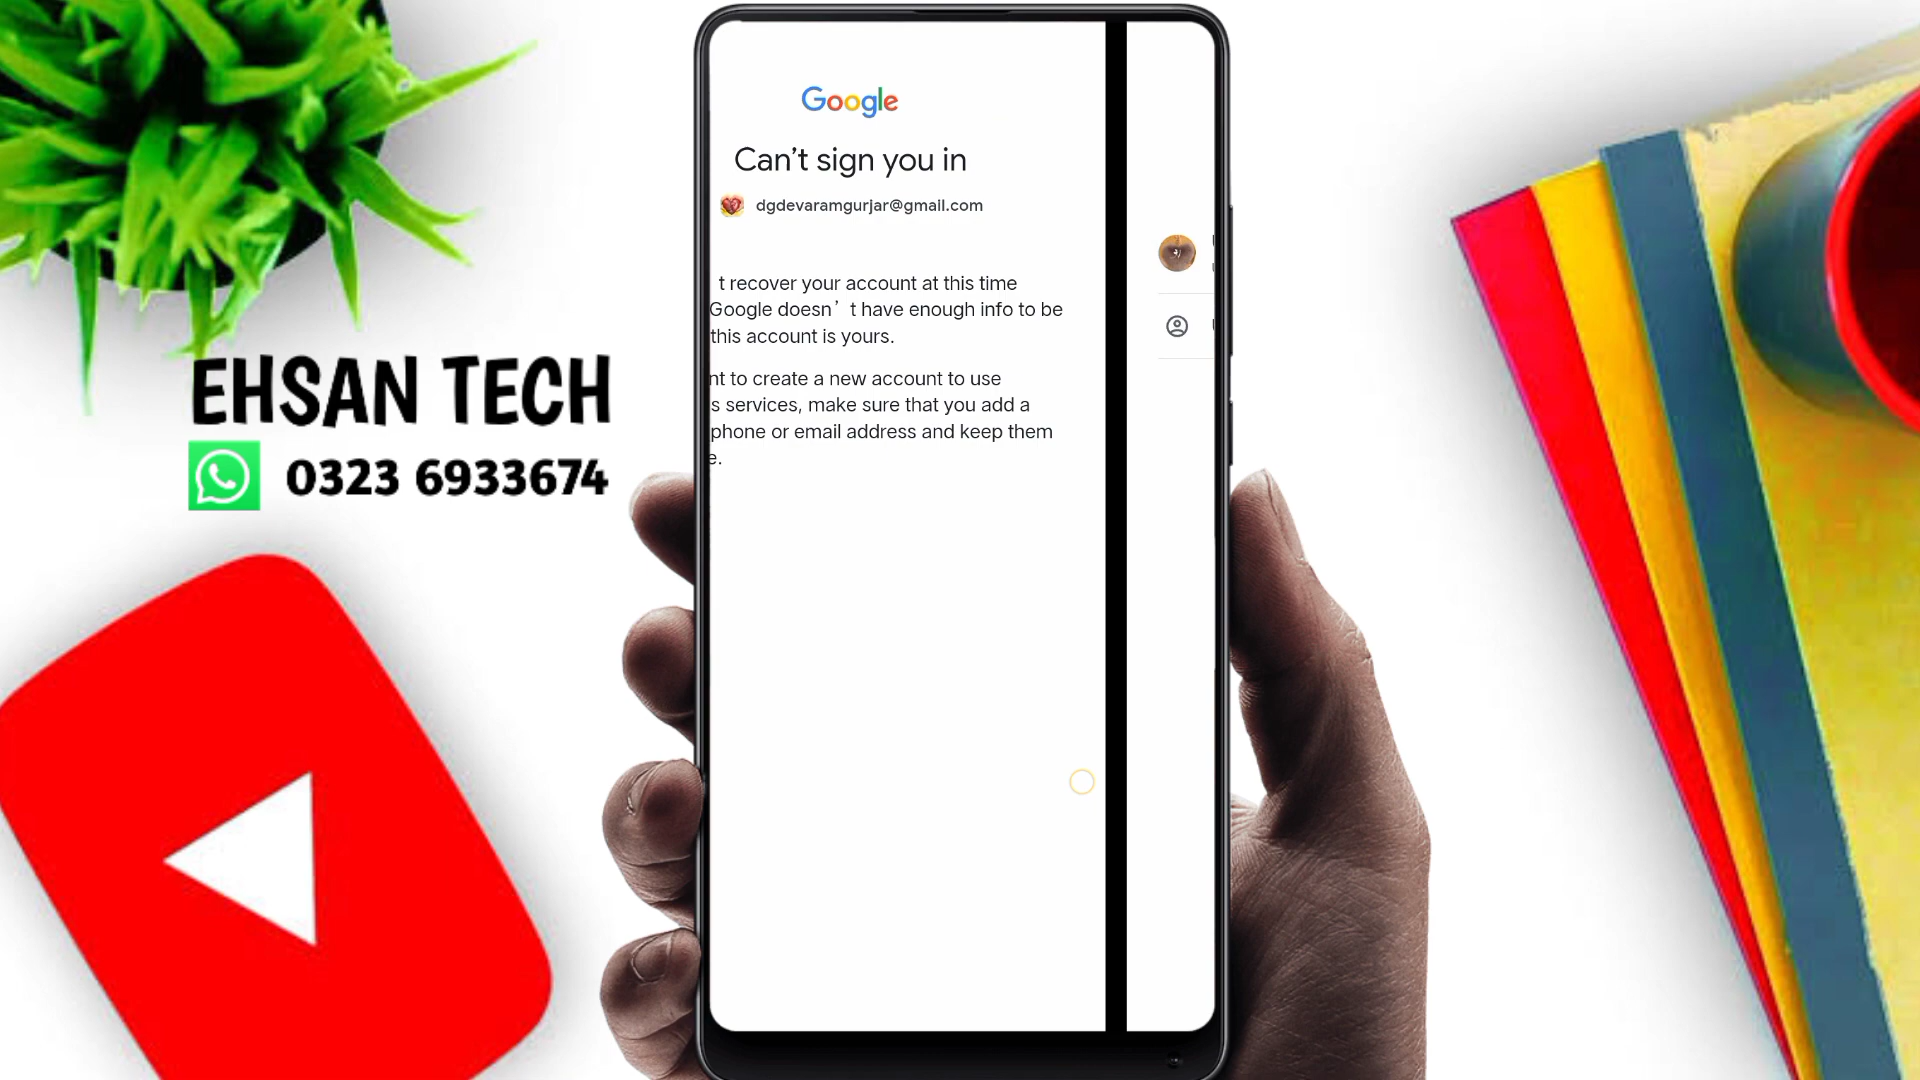 Google
Can’t sign you in
dgdevaramgurjar@gmail.com
t recover your account at this time
Google doesn’ t have enough info to be
this account is yours.
nt to create a new account to use
s services, make sure that you add a
phone or email address and keep them
e.
EHSAN TECH
0323 6933674